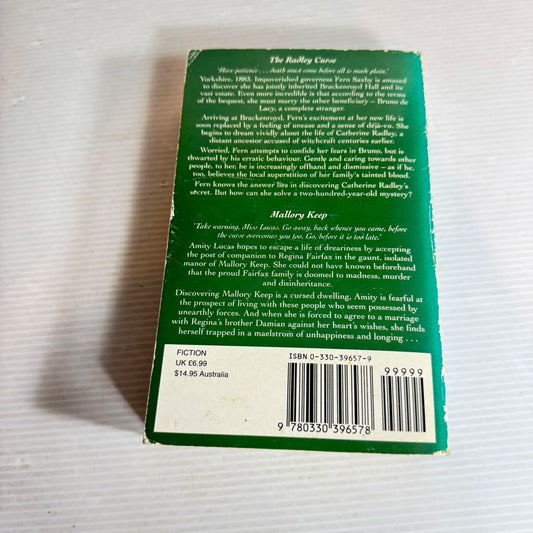 The Radley Curse
'Have patience . . . death must come before all is made plain.'
Yorkshire, 1883. Impoverished governess Fern Saxby is amazed
to discover she has jointly inherited Brackenroyd Hall and its
vast estate. Even more incredible is that according to the terms
of the bequest, she must marry the other beneficiary – Bruno de
Lacy, a complete stranger.
Arriving at Brackenroyd, Fern's excitement at her new life is
soon replaced by a feeling of unease and a sense of déjà-vu. She
begins to dream vividly about the life of Catherine Radley, a
distant ancestor accused of witchcraft centuries earlier.
Worried, Fern attempts to confide her fears in Bruno, but is
thwarted by his erratic behaviour. Gentle and caring towards other
people, to her, he is increasingly offhand and dismissive – as if he,
too, believes the local superstition of her family's tainted blood.
Fern knows the answer lies in discovering Catherine Radley's
secret. But how can she solve a two-hundred-year-old mystery?
Mallory Keep
'Take warning, Miss Lucas. Go away, back whence you came, before
the curse overcomes you too. Go, before it is too late.'
Amity Lucas hopes to escape a life of dreariness by accepting
the post of companion to Regina Fairfax in the gaunt, isolated
manor of Mallory Keep. She could not have known beforehand
that the proud Fairfax family is doomed to madness, murder
and disinheritance.
Discovering Mallory Keep is a cursed dwelling, Amity is fearful at
the prospect of living with these people who seem possessed by
unearthly forces. And when she is forced to agree to a marriage
with Regina's brother Damian against her heart's wishes, she finds
herself trapped in a maelstrom of unhappiness and longing . . .
FICTION
UK £6.99
$14.95 Australia
ISBN 0-330-39657-9
99999
9 780330 396578